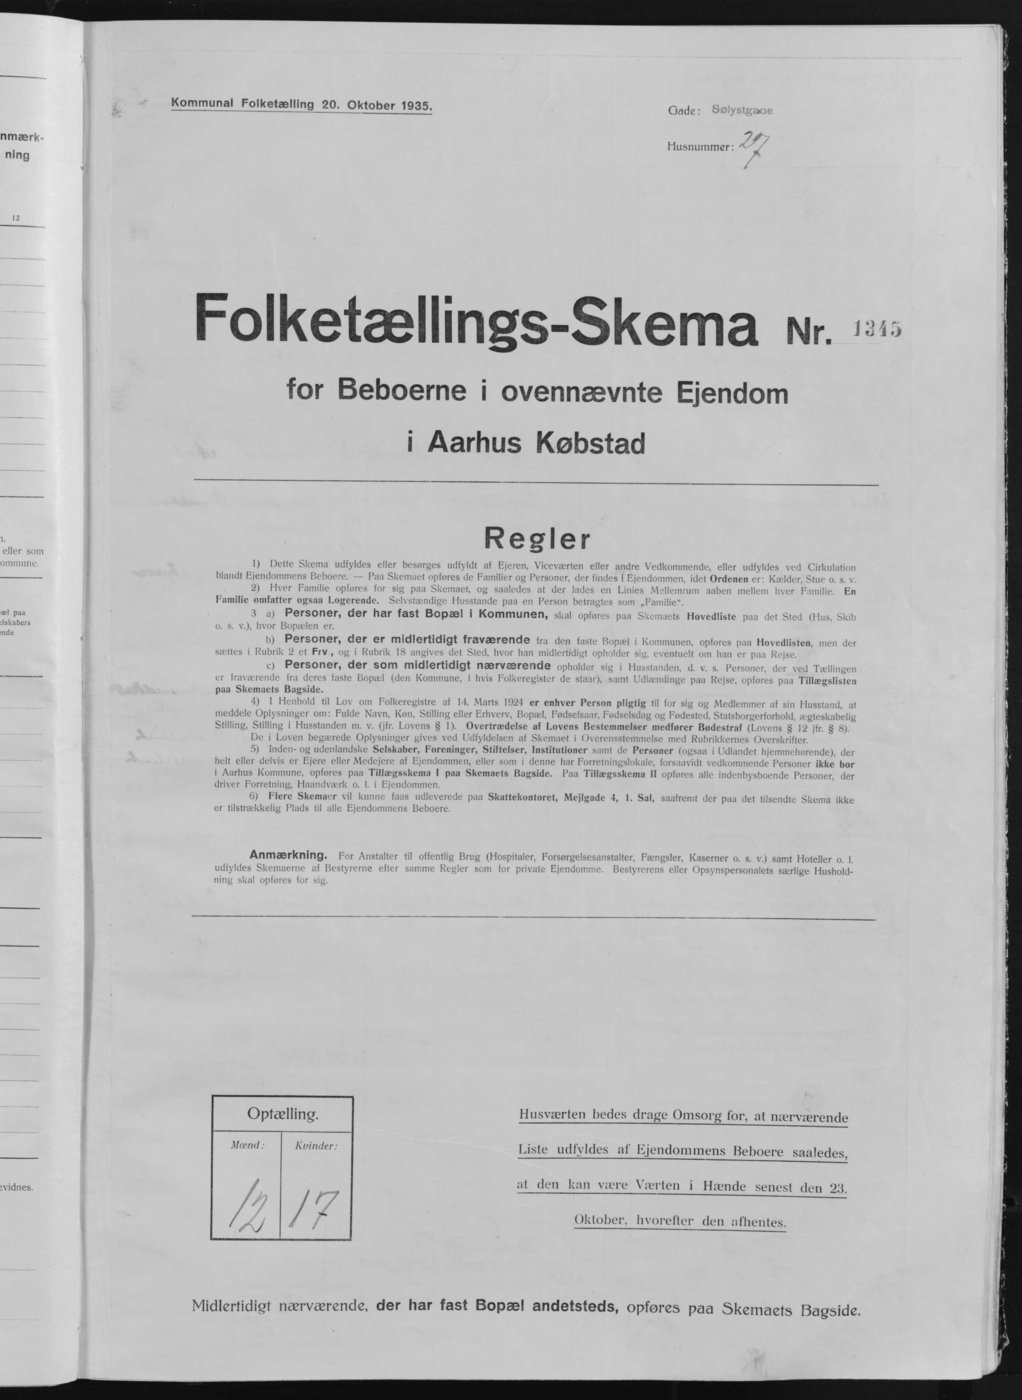 nmærk-
ning
12
eller som
ommune.
æl paa
elskabers
ende
evidnes.
Kommunal Folketælling 20. Oktober 1935.
Gade: Sølystgade
Husnummer: 27
Folketællings-Skema Nr. 1345
for Beboerne i ovennævnte Ejendom
i Aarhus Købstad
Regler
1) Dette Skema udfyldes eller besørges udfyldt af Ejeren, Viceværten eller andre Vedkommende, eller udfyldes ved Cirkulation
blandt Ejendommens Beboere. — Paa Skemaet opføres de Familier og Personer, der findes i Ejendommen, idet Ordenen er: Kælder, Stue o. s. v.
2) Hver Familie opføres for sig paa Skemaet, og saaledes at der lades en Linies Mellemrum aaben mellem hver Familie. En
Familie omfatter ogsaa Logerende. Selvstændige Husstande paa en Person betragtes som „Familie“.
3 a) Personer, der har fast Bopæl i Kommunen, skal opføres paa Skemaets Hovedliste paa det Sted (Hus, Skib
o. s. v.), hvor Bopælen er.
b) Personer, der er midlertidigt fraværende fra den faste Bopæl i Kommunen, opføres paa Hovedlisten, men der
sættes i Rubrik 2 et Frv., og i Rubrik 18 angives det Sted, hvor han midlertidigt opholder sig, eventuelt om han er paa Rejse.
c) Personer, der som midlertidigt nærværende opholder sig i Husstanden, d. v. s. Personer, der ved Tællingen
er fraværende fra deres faste Bopæl (den Kommune, i hvis Folkeregister de staar), samt Udlændinge paa Rejse, opføres paa Tillægslisten
paa Skemaets Bagside.
4) I Henhold til Lov om Folkeregistre af 14. Marts 1924 er enhver Person pligtig til for sig og Medlemmer af sin Husstand, at
meddele Oplysninger om: Fulde Navn, Køn, Stilling eller Erhverv, Bopæl, Fødselsaar, Fødselsdag og Fødested, Statsborgerforhold, ægteskabelig
Stilling, Stilling i Husstanden m. v. (jfr. Lovens § 1). Overtrædelse af Lovens Bestemmelser medfører Bødestraf (Lovens § 12 jfr. § 8).
De i Loven begærede Oplysninger gives ved Udfyldelsen af Skemaet i Overensstemmelse med Rubrikkernes Overskrifter.
5) Inden- og udenlandske Selskaber, Foreninger, Stiftelser, Institutioner samt de Personer (ogsaa i Udlandet hjemmehørende), der
helt eller delvis er Ejere eller Medejere af Ejendommen, eller som i denne har Forretningslokale, forsaavidt vedkommende Personer ikke bor
i Aarhus Kommune, opføres paa Tillægsskema I paa Skemaets Bagside. Paa Tillægsskema II opføres alle indenbysboende Personer, der
driver Forretning, Haandværk o. l. i Ejendommen.
6) Flere Skemaer vil kunne faas udleverede paa Skattekontoret, Mejlgade 4, 1. Sal, saafremt der paa det tilsendte Skema ikke
er tilstrækkelig Plads til alle Ejendommens Beboere.
Anmærkning. For Anstalter til offentlig Brug (Hospitaler, Forsørgelsesanstalter, Fængsler, Kaserner o. s. v.) samt Hoteller o. l.
udfyldes Skemaerne af Bestyrerne efter samme Regler som for private Ejendomme. Bestyrerens eller Opsynspersonalets særlige Hushold-
ning skal opføres for sig.
Optælling.
Mænd: Kvinder:
12 17
Husværten bedes drage Omsorg for, at nærværende
Liste udfyldes af Ejendommens Beboere saaledes,
at den kan være Værten i Hænde senest den 23.
Oktober, hvorefter den afhentes.
Midlertidigt nærværende, der har fast Bopæl andetsteds, opføres paa Skemaets Bagside.